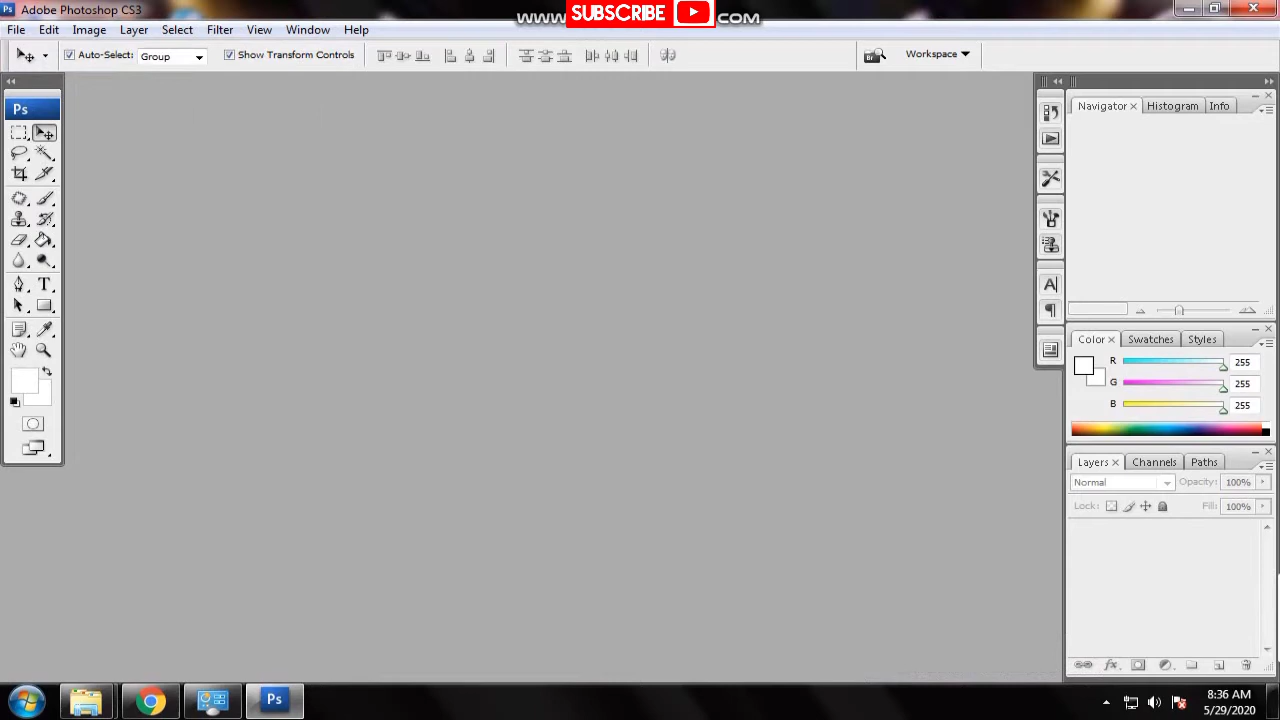 Adobe Photoshop CS3
SUBSCRIBE
WWW. COM
File Edit Image Layer Select Filter View Window Help
Auto-Select: Group Show Transform Controls Workspace
Ps
Navigator Histogram Info
Color Swatches Styles
R 255
G 255
B 255
Layers Channels Paths
Normal Opacity: 100%
Lock: Fill: 100%
Ps
8:36 AM
5/29/2020